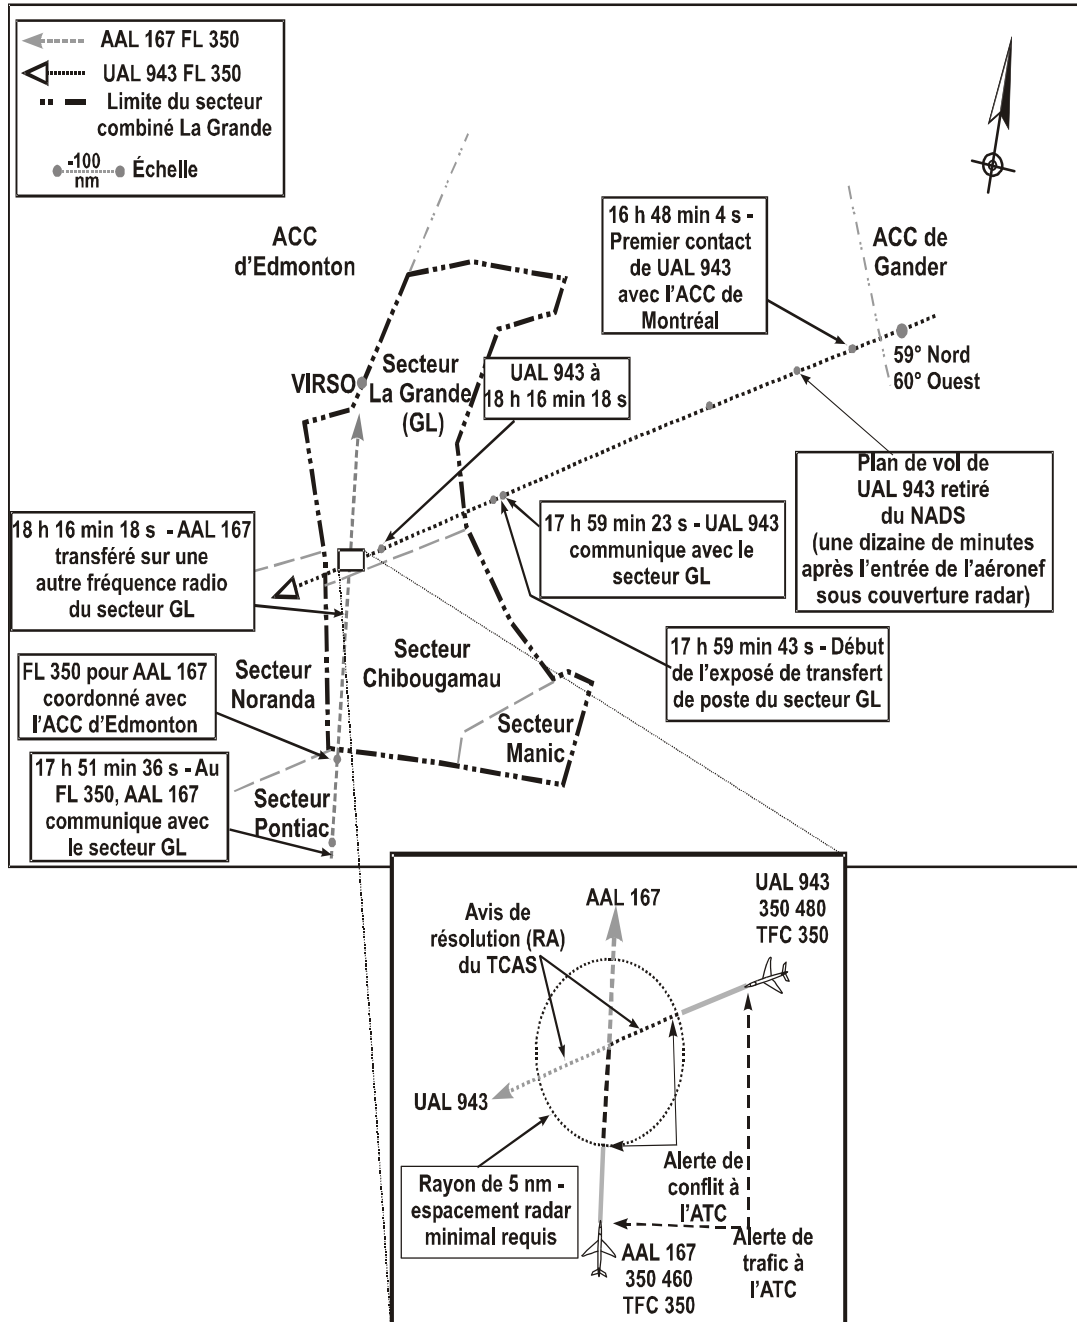 AAL 167 FL 350
UAL 943 FL 350
Limite du secteur
combiné La Grande
-100
nm
Échelle
ACC
d'Edmonton
16 h 48 min 4 s -
Premier contact
de UAL 943
avec l'ACC de
Montréal
ACC de
Gander
59° Nord
60° Ouest
VIRSO
Secteur
La Grande
(GL)
UAL 943 à
18 h 16 min 18 s
Plan de vol de
UAL 943 retiré
du NADS
(une dizaine de minutes
après l'entrée de l'aéronef
sous couverture radar)
18 h 16 min 18 s - AAL 167
transféré sur une
autre fréquence radio
du secteur GL
17 h 59 min 23 s - UAL 943
communique avec le
secteur GL
17 h 59 min 43 s - Début
de l'exposé de transfert
de poste du secteur GL
Secteur
Chibougamau
Secteur
Noranda
FL 350 pour AAL 167
coordonné avec
l'ACC d'Edmonton
Secteur
Manic
17 h 51 min 36 s - Au
FL 350, AAL 167
communique avec
le secteur GL
Secteur
Pontiac
AAL 167
UAL 943
350 480
TFC 350
Avis de
résolution (RA)
du TCAS
UAL 943
Rayon de 5 nm -
espacement radar
minimal requis
Alerte de
conflit à
l'ATC
AAL 167
350 460
TFC 350
Alerte de
trafic à
l'ATC